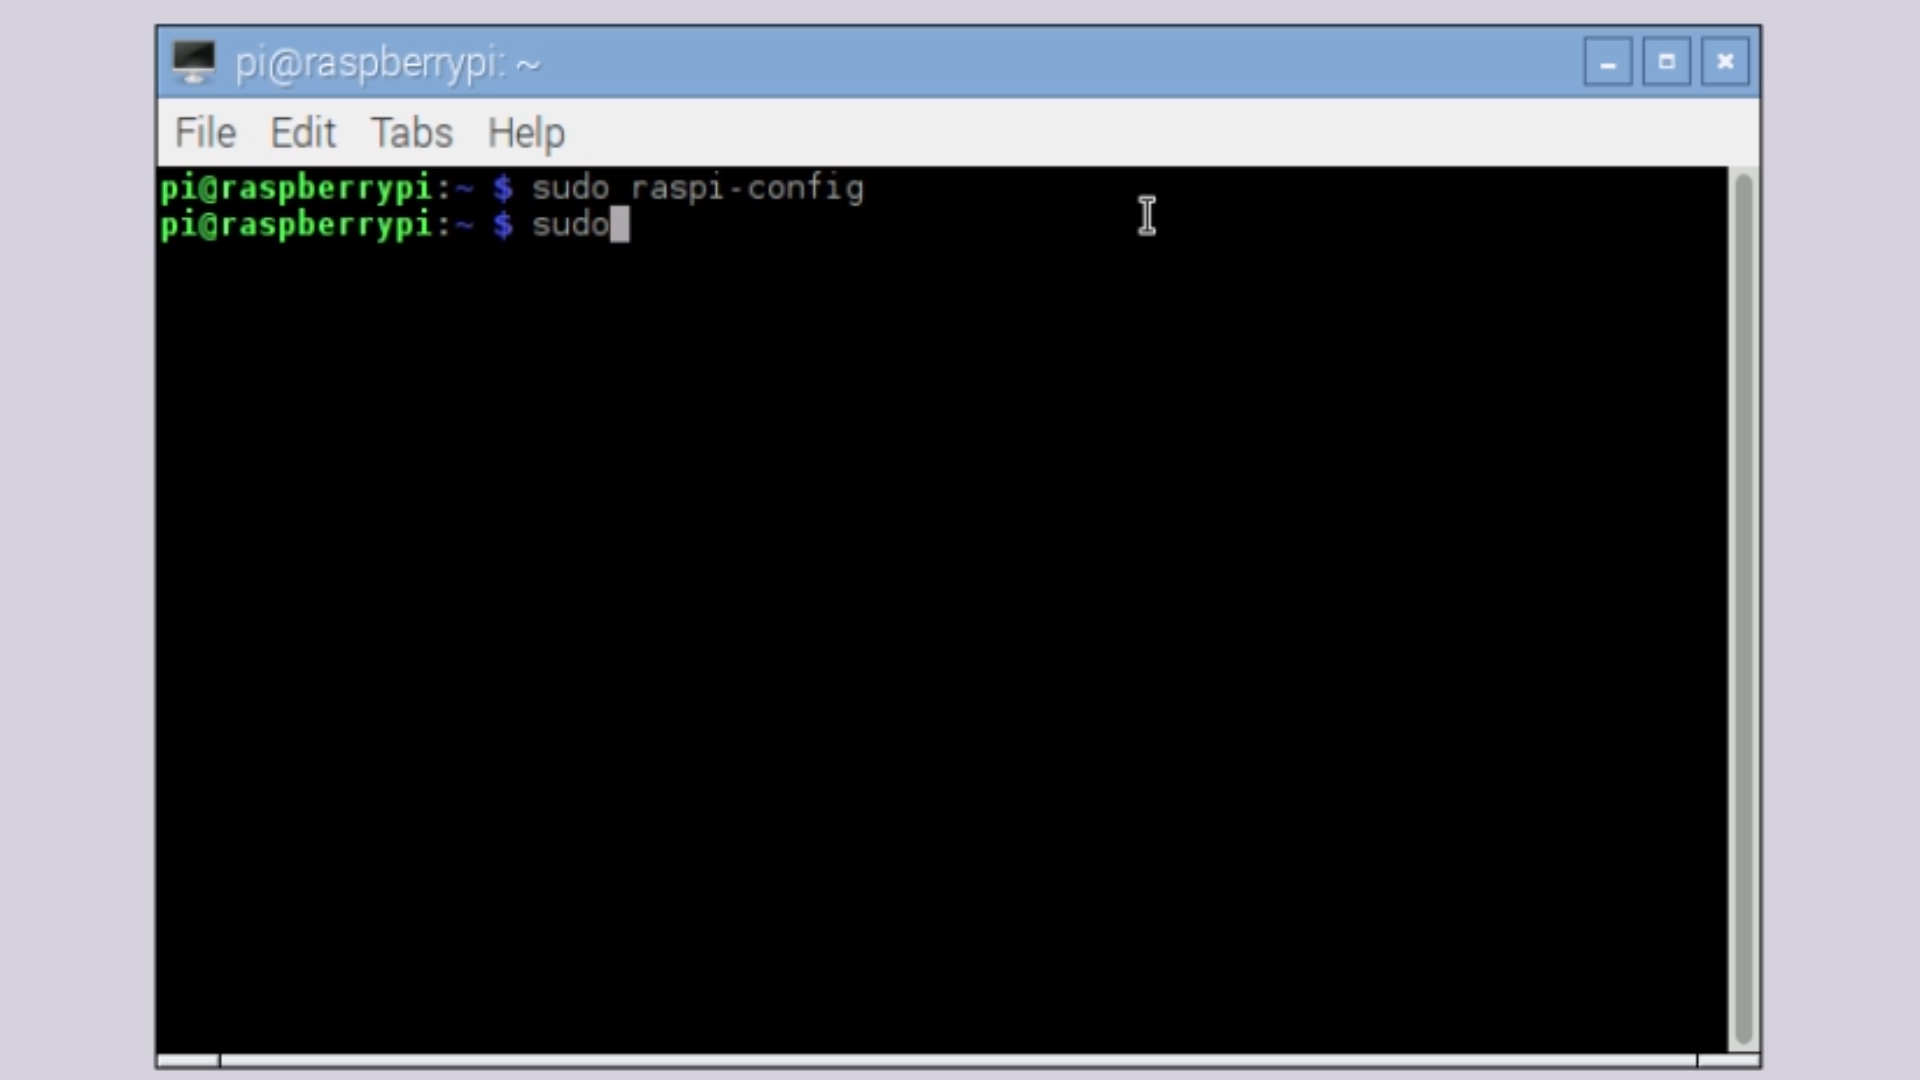 pi@raspberrypi: ~
File Edit Tabs Help
pi@raspberrypi:~ $ sudo raspi-config
pi@raspberrypi:~ $ sudo